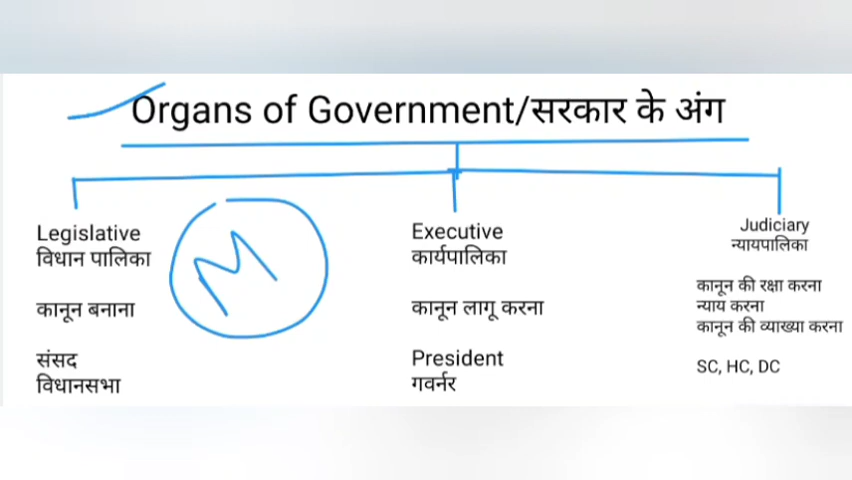 Organs of Government/सरकार के अंग
Legislative
विधान पालिका
कानून बनाना
संसद
विधानसभा
M
Executive
कार्यपालिका
कानून लागू करना
President
गवर्नर
Judiciary
न्यायपालिका
कानून की रक्षा करना
न्याय करना
कानून की व्याख्या करना
SC, HC, DC